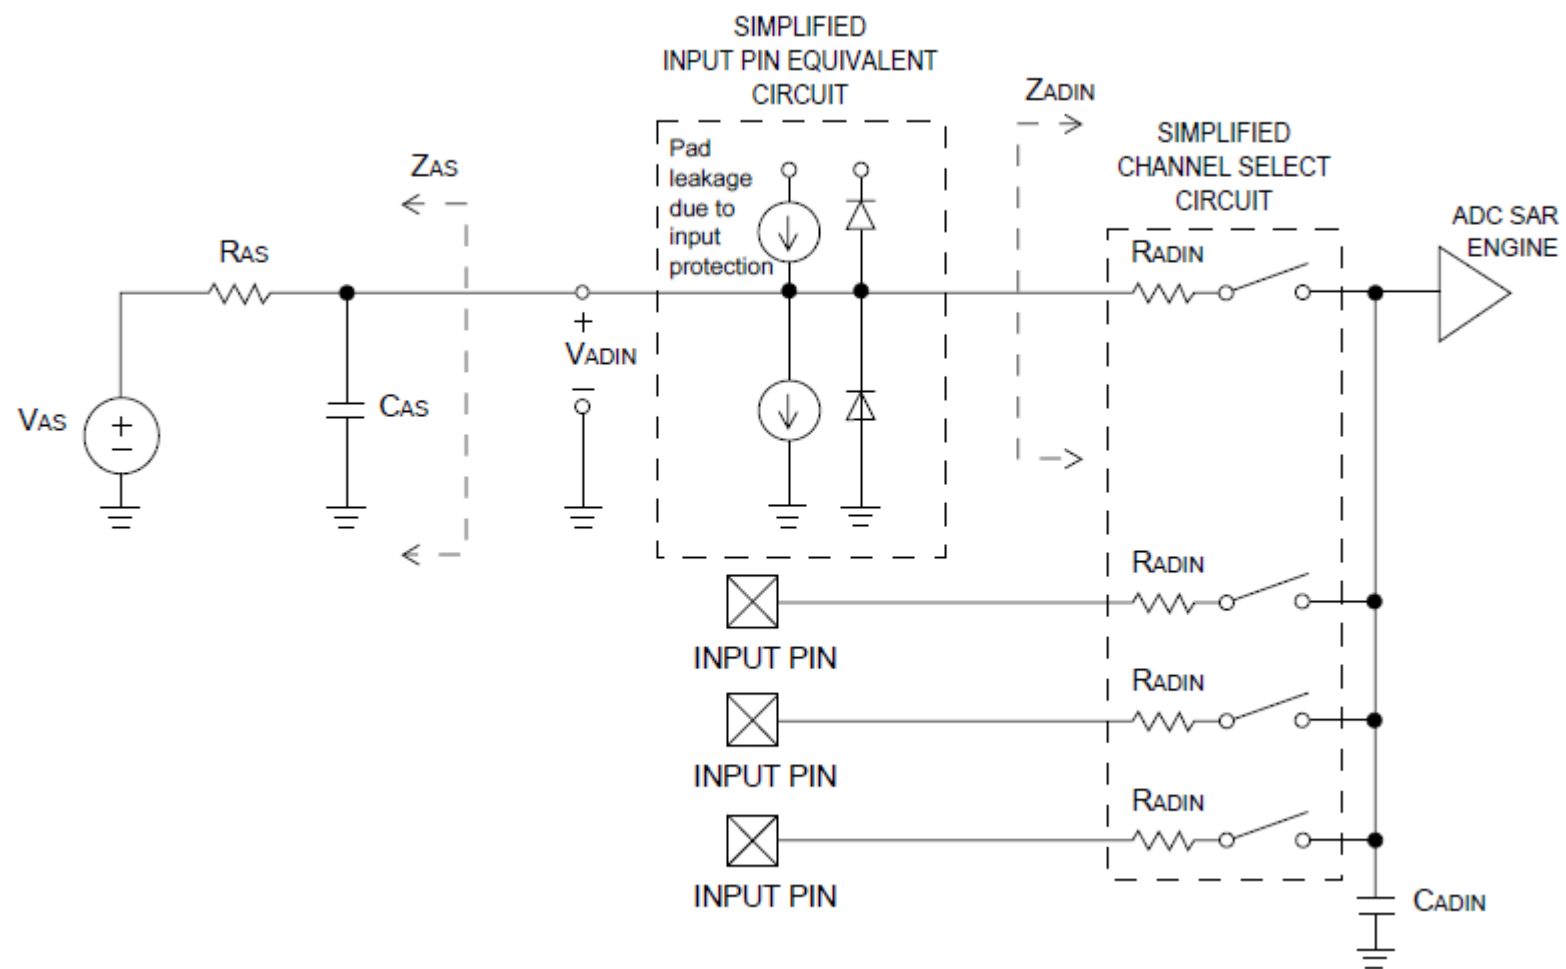 SIMPLIFIED
INPUT PIN EQUIVALENT
CIRCUIT
ZADIN
SIMPLIFIED
CHANNEL SELECT
CIRCUIT
Pad
leakage
due to
input
protection
ZAS
ADC SAR
ENGINE
RAS
RADIN
+
VADIN
−
VAS
+
−
CAS
RADIN
INPUT PIN
RADIN
INPUT PIN
RADIN
INPUT PIN
CADIN